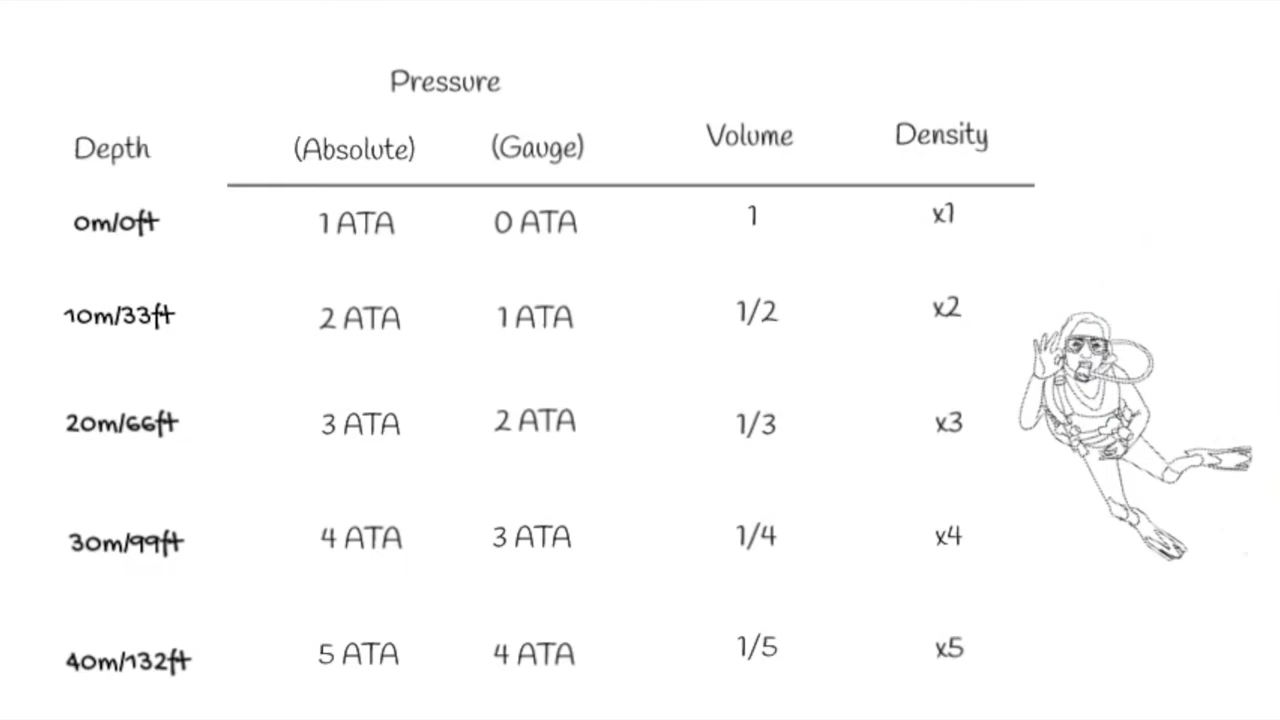 Pressure
Depth (Absolute) (Gauge) Volume Density
0m/0ft 1 ATA 0 ATA 1 x1
10m/33ft 2 ATA 1 ATA 1/2 x2
20m/66ft 3 ATA 2 ATA 1/3 x3
30m/99ft 4 ATA 3 ATA 1/4 x4
40m/132ft 5 ATA 4 ATA 1/5 x5